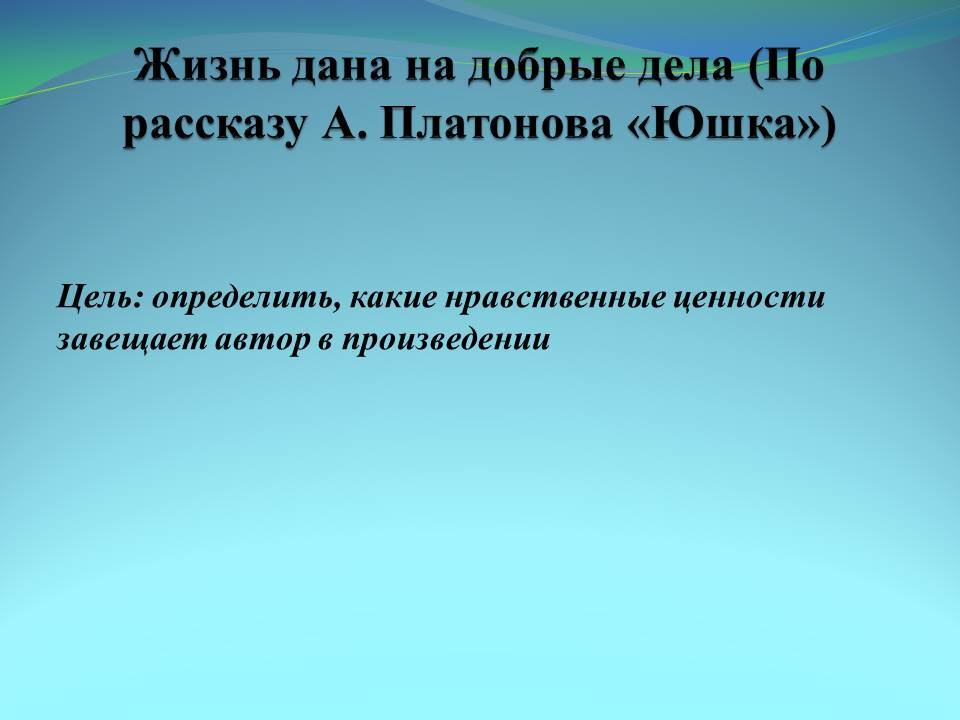 Жизнь дана на добрые дела (По
рассказу А. Платонова «Юшка»)
Цель: определить, какие нравственные ценности
завещает автор в произведении